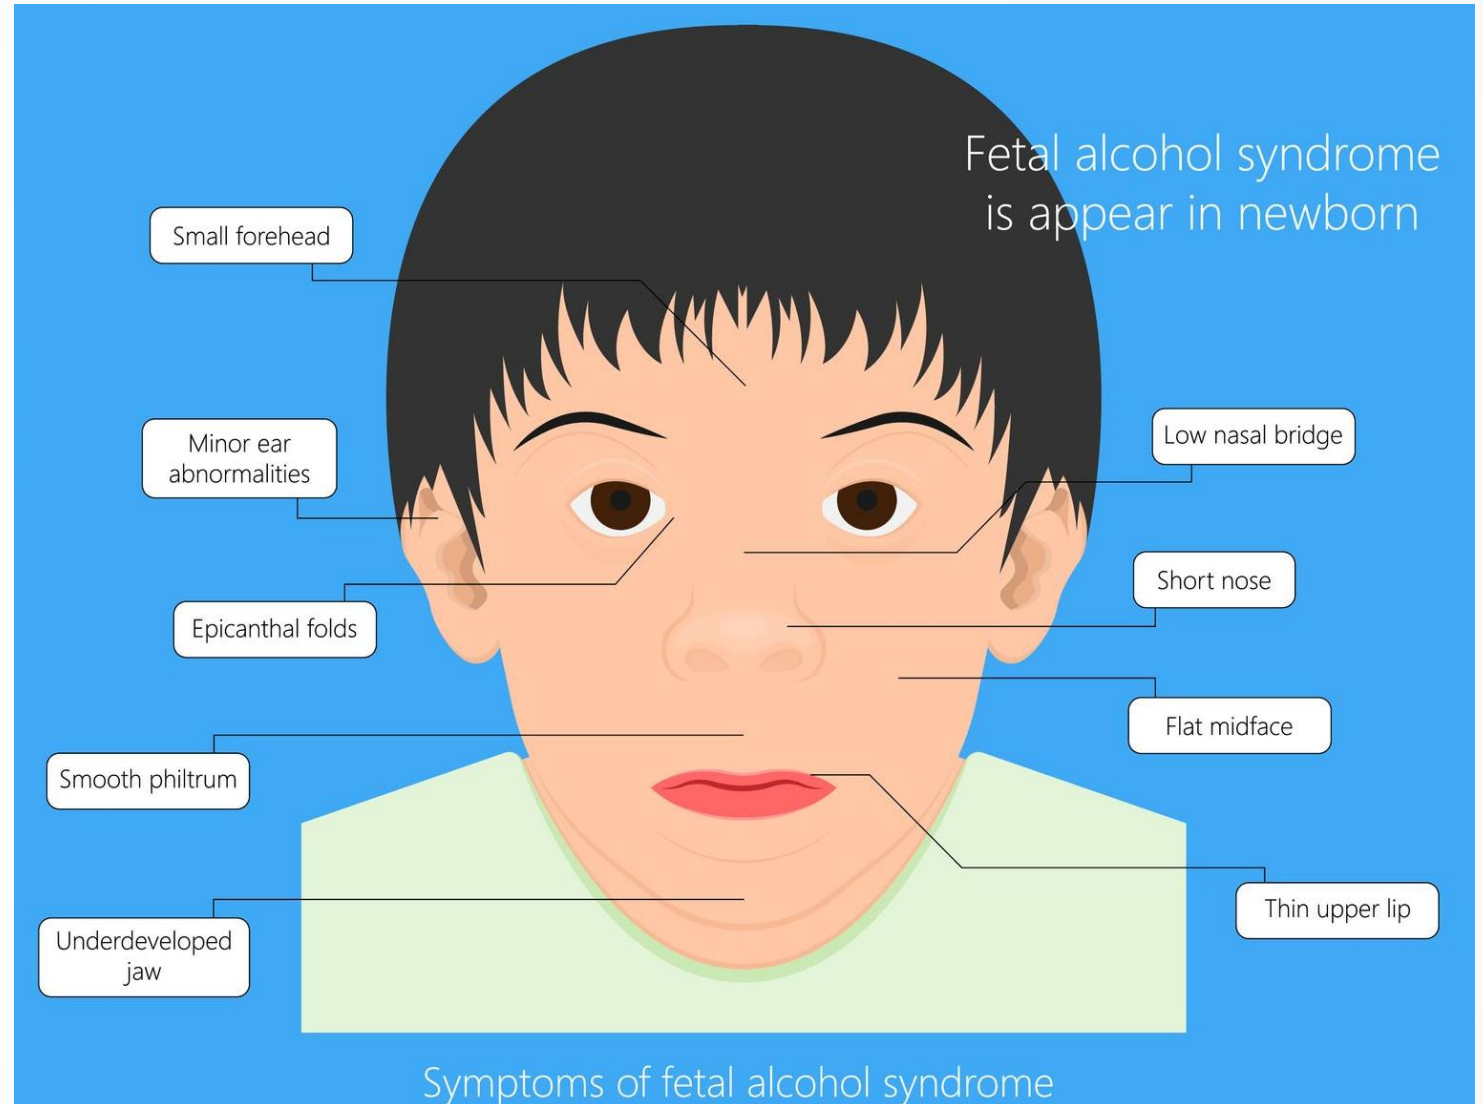 Fetal alcohol syndrome
is appear in newborn
Small forehead
Minor ear
abnormalities
Low nasal bridge
Short nose
Epicanthal folds
Flat midface
Smooth philtrum
Thin upper lip
Underdeveloped
jaw
Symptoms of fetal alcohol syndrome